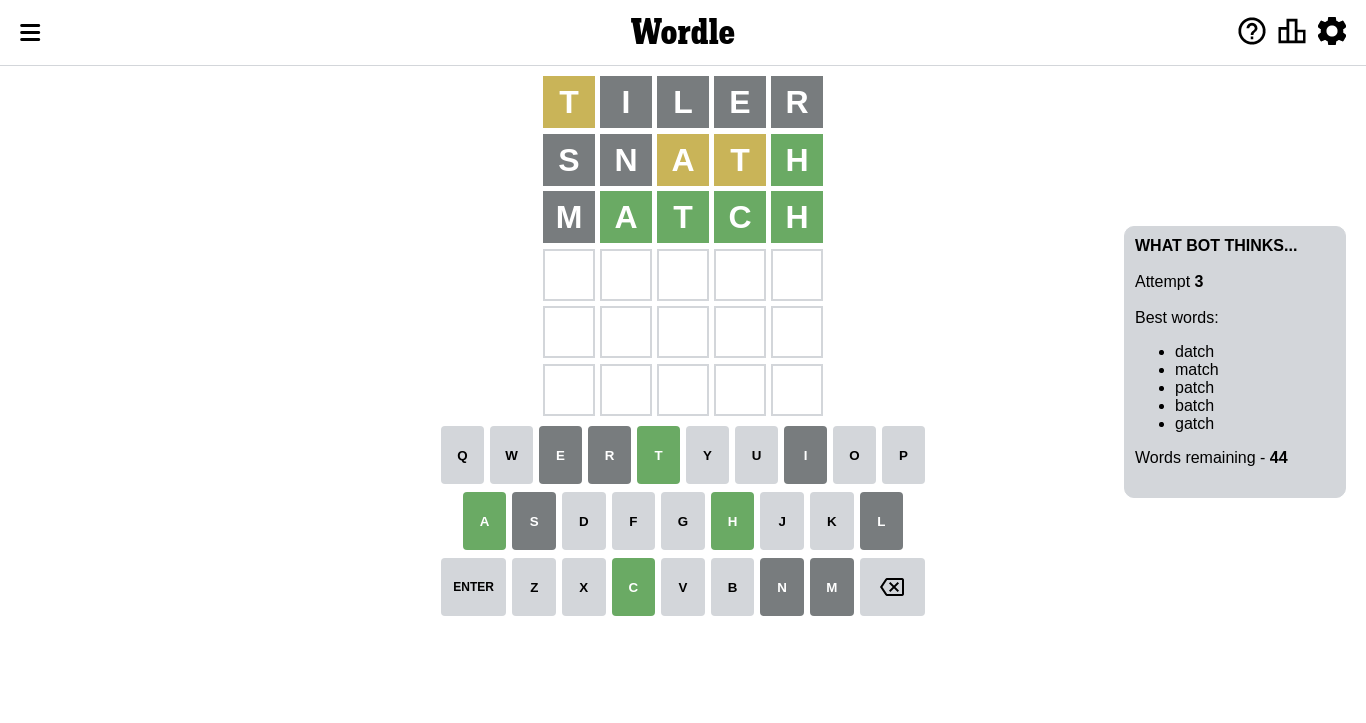 Wordle
T I L E R
S N A T H
M A T C H
WHAT BOT THINKS...
Attempt 3
Best words:
datch
match
patch
batch
gatch
Words remaining - 44
Q W E R T Y U I O P
A S D F G H J K L
ENTER Z X C V B N M